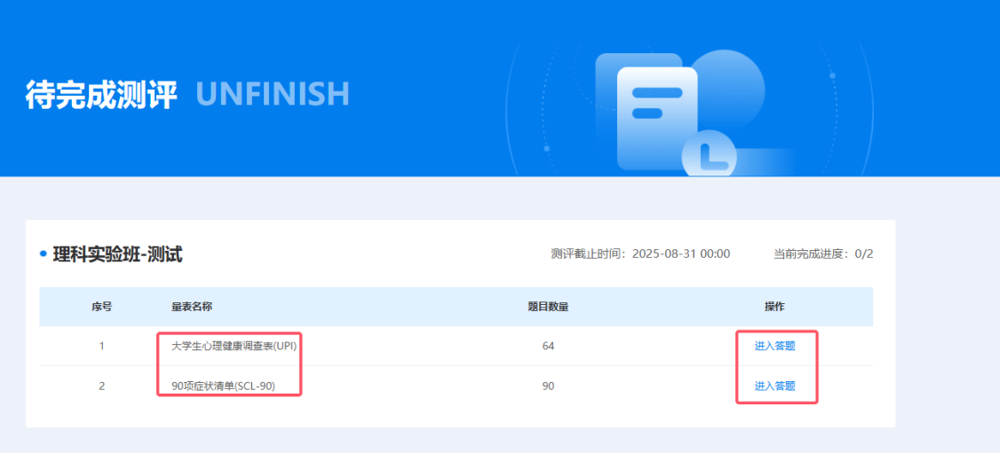 待完成测评 UNFINISH
理科实验班-测试 测评截止时间：2025-08-31 00:00 当前完成进度：0/2
序号 量表名称 题目数量 操作
1 大学生心理健康调查表(UPI) 64 进入答题
2 90项症状清单(SCL-90) 90 进入答题